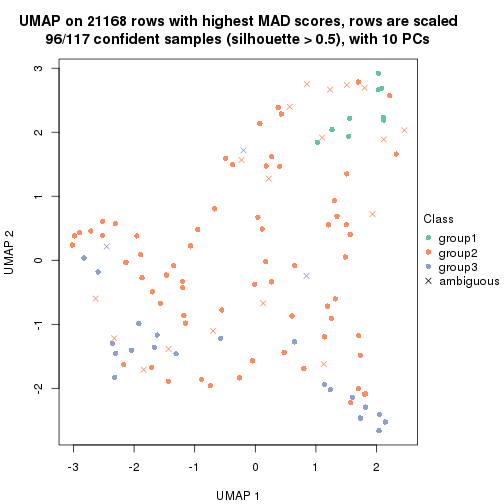 UMAP on 21168 rows with highest MAD scores, rows are scaled
96/117 confident samples (silhouette > 0.5), with 10 PCs
3
2
1
0
-1
-2
UMAP 2
-3
-2
-1
0
1
2
UMAP 1
Class
group1
group2
group3
ambiguous